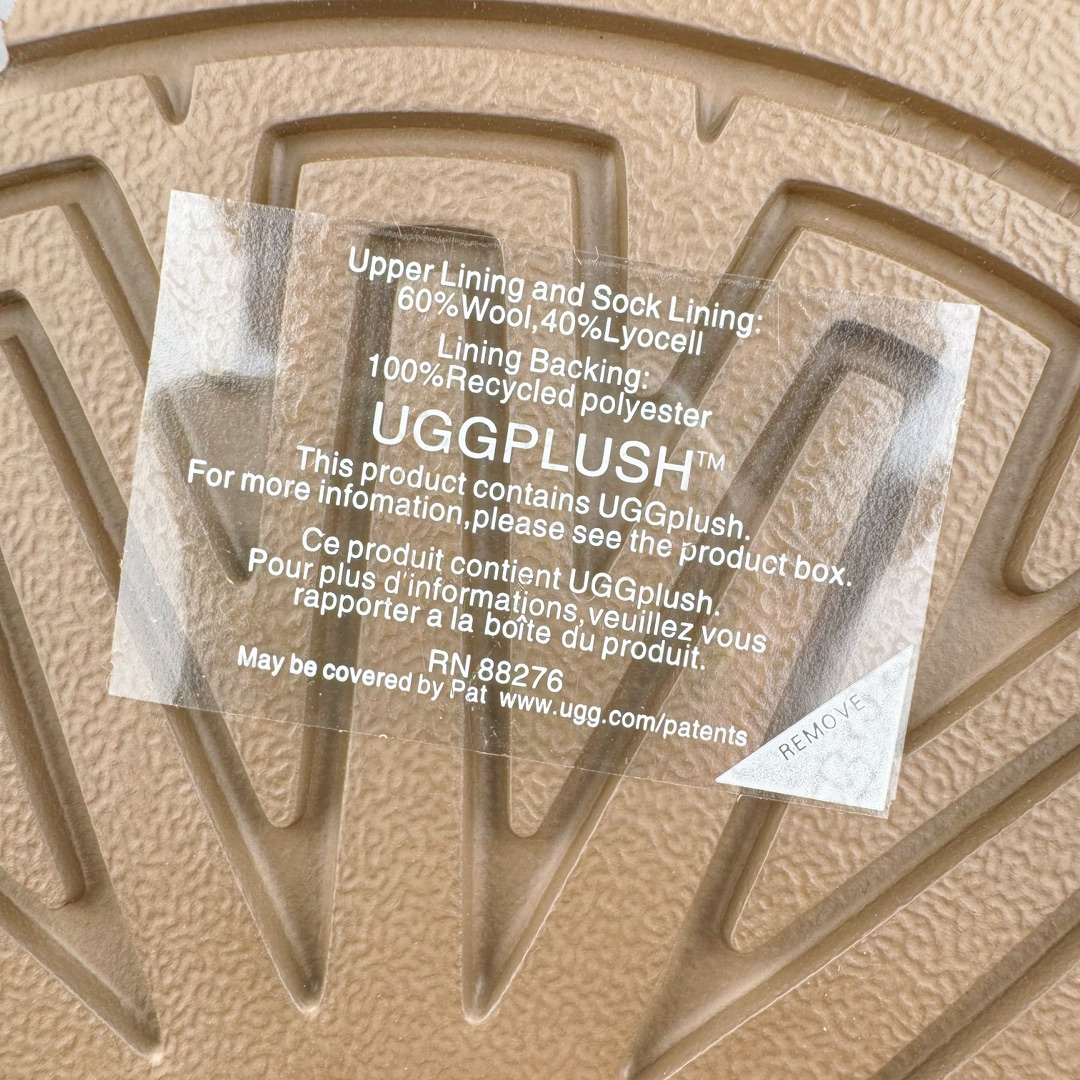 Upper Lining and Sock Lining:
60%Wool,40%Lyocell
Lining Backing:
100%Recycled polyester
UGGPLUSH™
This product contains UGGplush.
For more infomation,please see the product box.
Ce produit contient UGGplush.
Pour plus d'informations,veuillez vous
rapporter a la boîte du produit.
RN 88276
May be covered by Pat www.ugg.com/patents
REMOVE